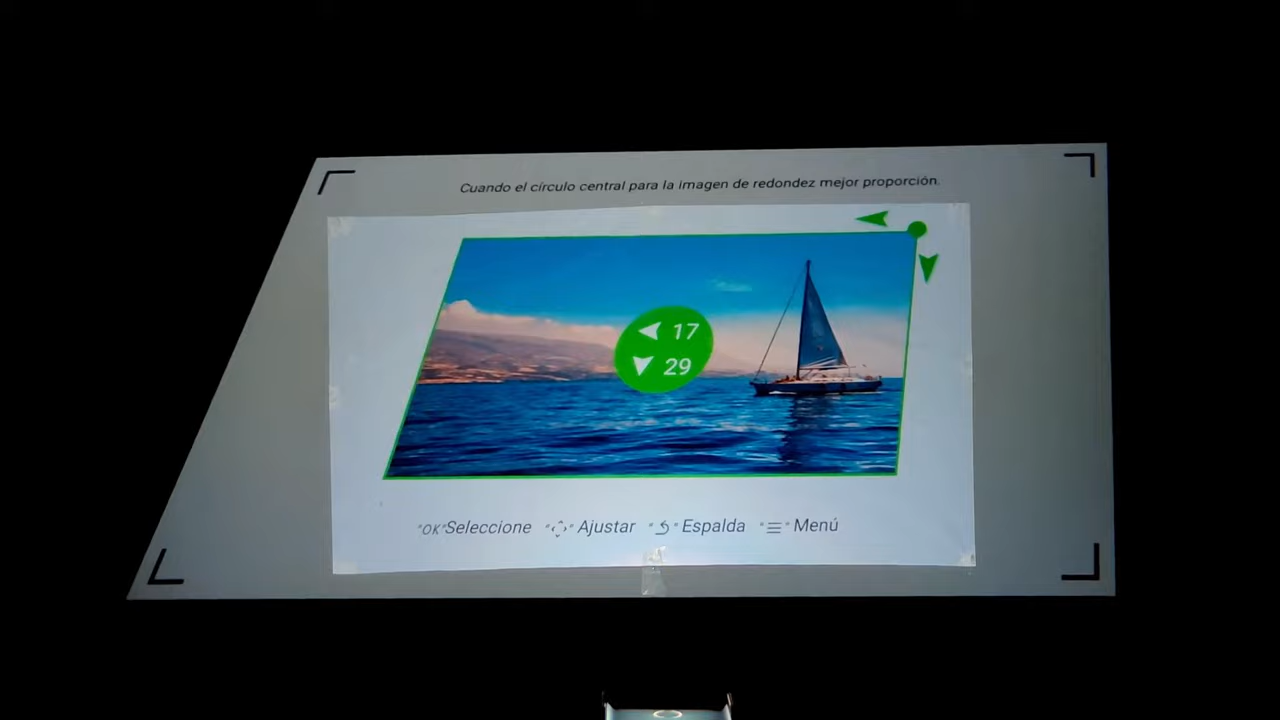 Cuando el círculo central para la imagen de redondez mejor proporción.
17
29
"OK"Seleccione " " Ajustar " " Espalda "☰" Menú